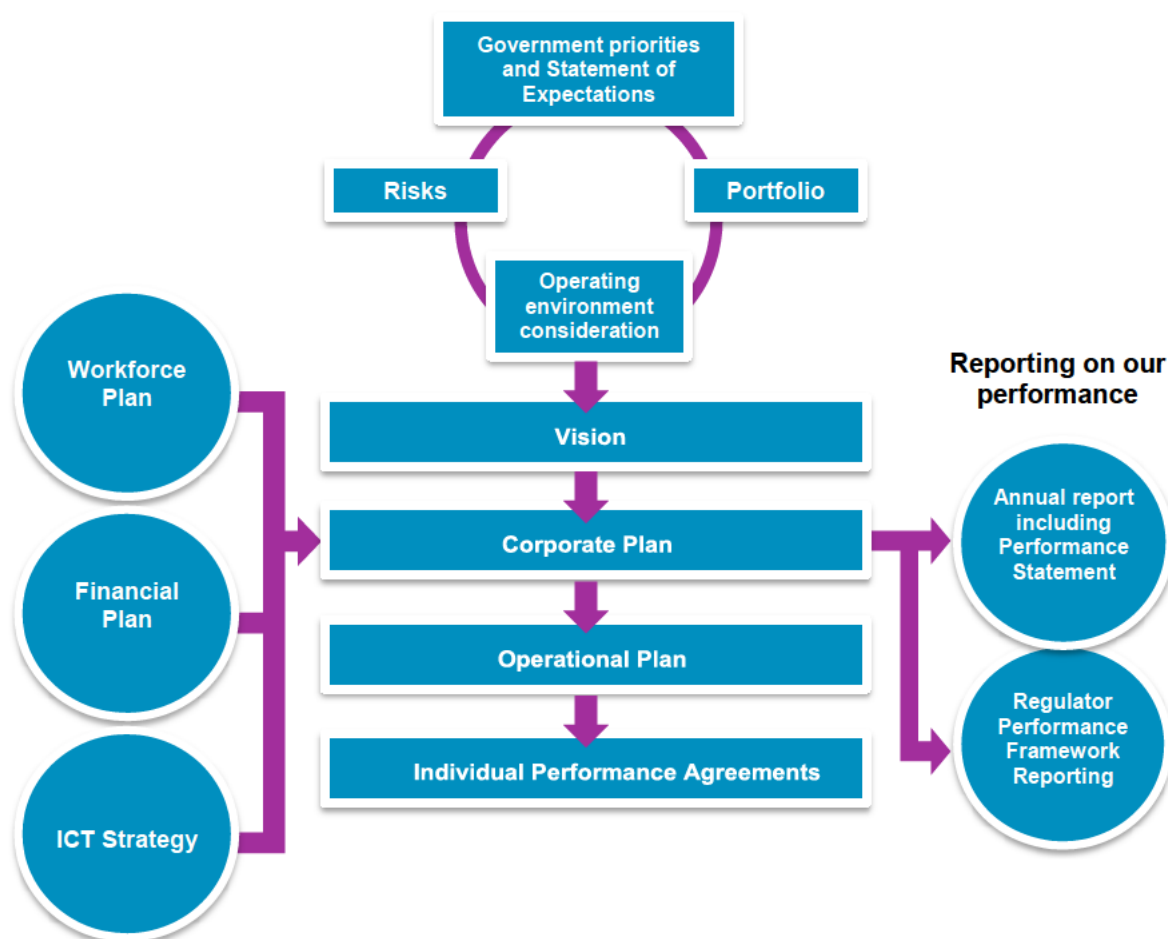 Government priorities
and Statement of
Expectations
Risks
Portfolio
Operating
environment
consideration
Workforce
Plan
Financial
Plan
ICT Strategy
Vision
Corporate Plan
Operational Plan
Individual Performance Agreements
Reporting on our
performance
Annual report
including
Performance
Statement
Regulator
Performance
Framework
Reporting